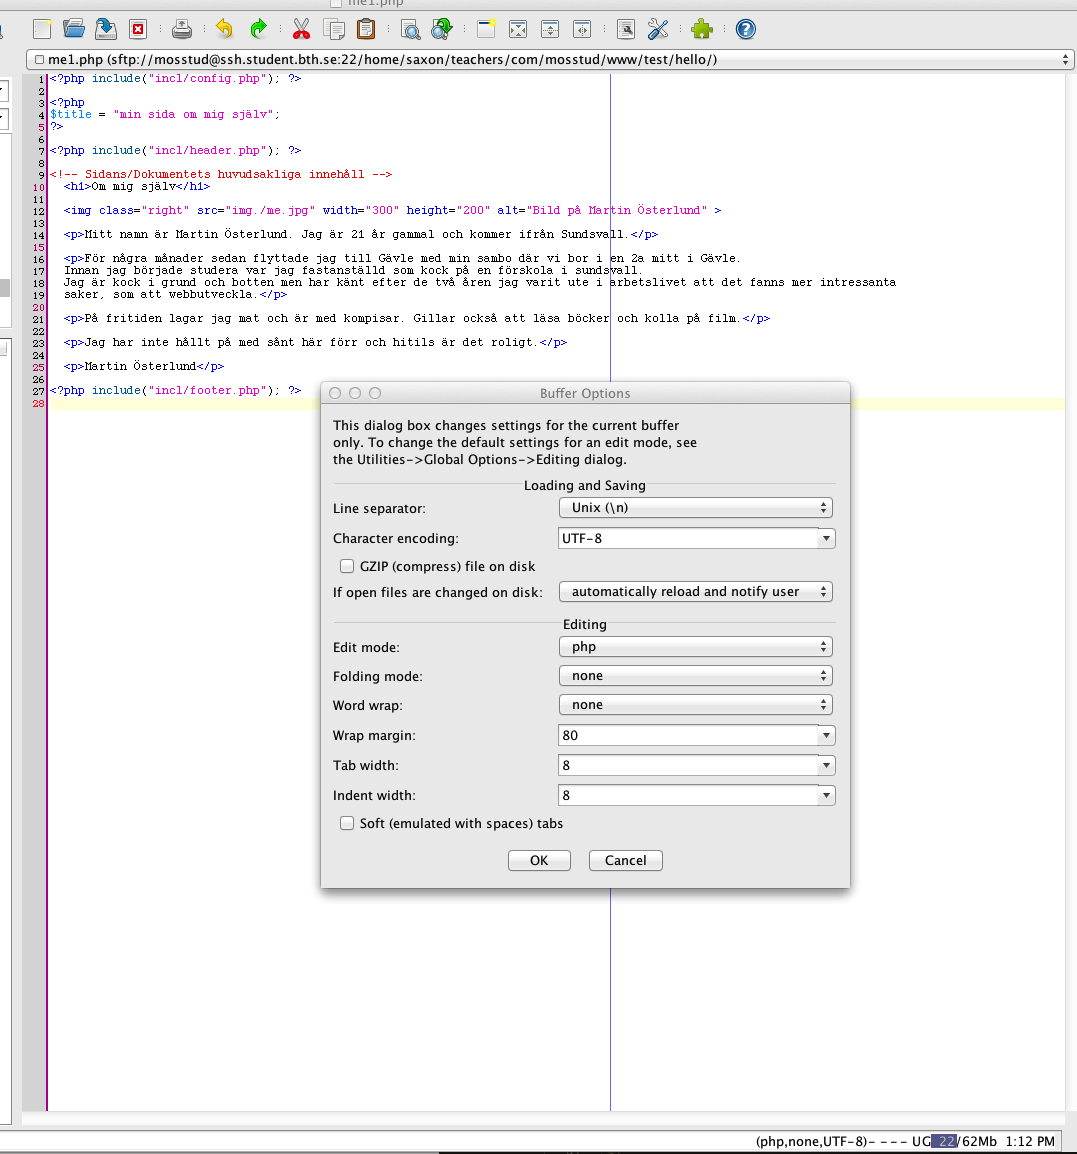 me1.php
me1.php (sftp://mosstud@ssh.student.bth.se:22/home/saxon/teachers/com/mosstud/www/test/hello/)
1 <?php include("incl/config.php"); ?>
2
3 <?php
4 $title = "min sida om mig själv";
5 ?>
6
7 <?php include("incl/header.php"); ?>
8
9 <!-- Sidans/Dokumentets huvudsakliga innehåll -->
10 <h1>Om mig själv</h1>
11
12 <img class="right" src="img./me.jpg" width="300" height="200" alt="Bild på Martin Österlund" >
13
14 <p>Mitt namn är Martin Österlund. Jag är 21 år gammal och kommer ifrån Sundsvall.</p>
15
16 <p>För några månader sedan flyttade jag till Gävle med min sambo där vi bor i en 2a mitt i Gävle.
17 Innan jag började studera var jag fastanställd som kock på en förskola i sundsvall.
18 Jag är kock i grund och botten men har känt efter de två åren jag varit ute i arbetslivet att det fanns mer intressanta
19 saker, som att webbutveckla.</p>
20
21 <p>På fritiden lagar jag mat och är med kompisar. Gillar också att läsa böcker och kolla på film.</p>
22
23 <p>Jag har inte hållt på med sånt här förr och hitils är det roligt.</p>
24
25 <p>Martin Österlund</p>
26
27 <?php include("incl/footer.php"); ?>
28
Buffer Options
This dialog box changes settings for the current buffer
only. To change the default settings for an edit mode, see
the Utilities->Global Options->Editing dialog.
Loading and Saving
Line separator: Unix (\n)
Character encoding: UTF-8
GZIP (compress) file on disk
If open files are changed on disk: automatically reload and notify user
Editing
Edit mode: php
Folding mode: none
Word wrap: none
Wrap margin: 80
Tab width: 8
Indent width: 8
Soft (emulated with spaces) tabs
OK Cancel
(php,none,UTF-8)- - - - UG 22/62Mb 1:12 PM